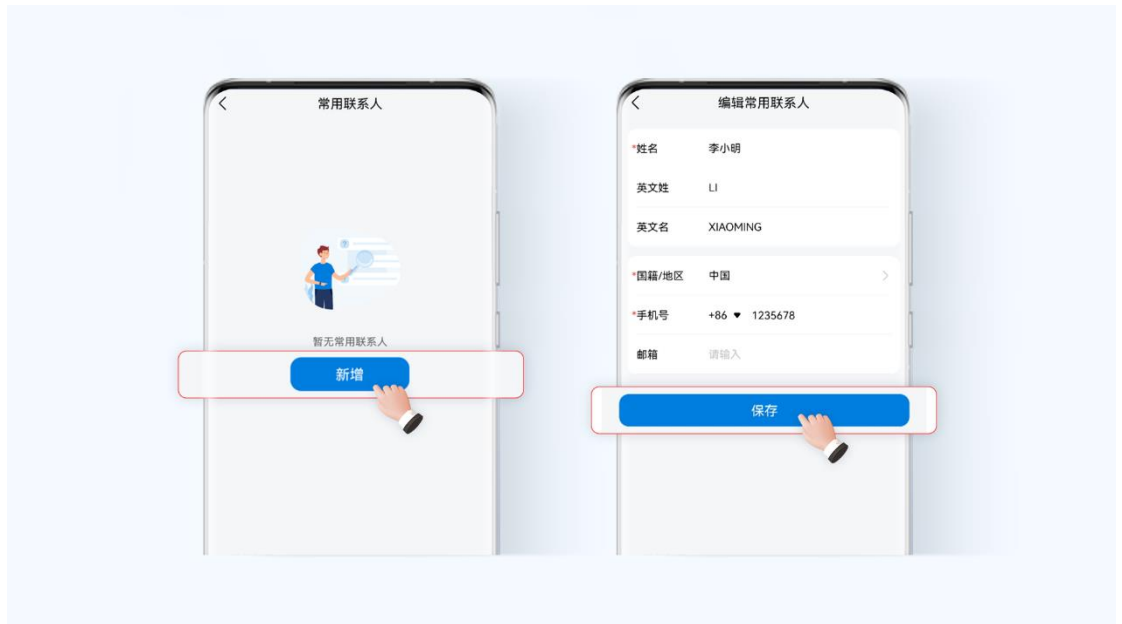 常用联系人
暂无常用联系人
新增
编辑常用联系人
*姓名 李小明
英文姓 LI
英文名 XIAOMING
*国籍/地区 中国
*手机号 +86 ▼ 1235678
邮箱 请输入
保存